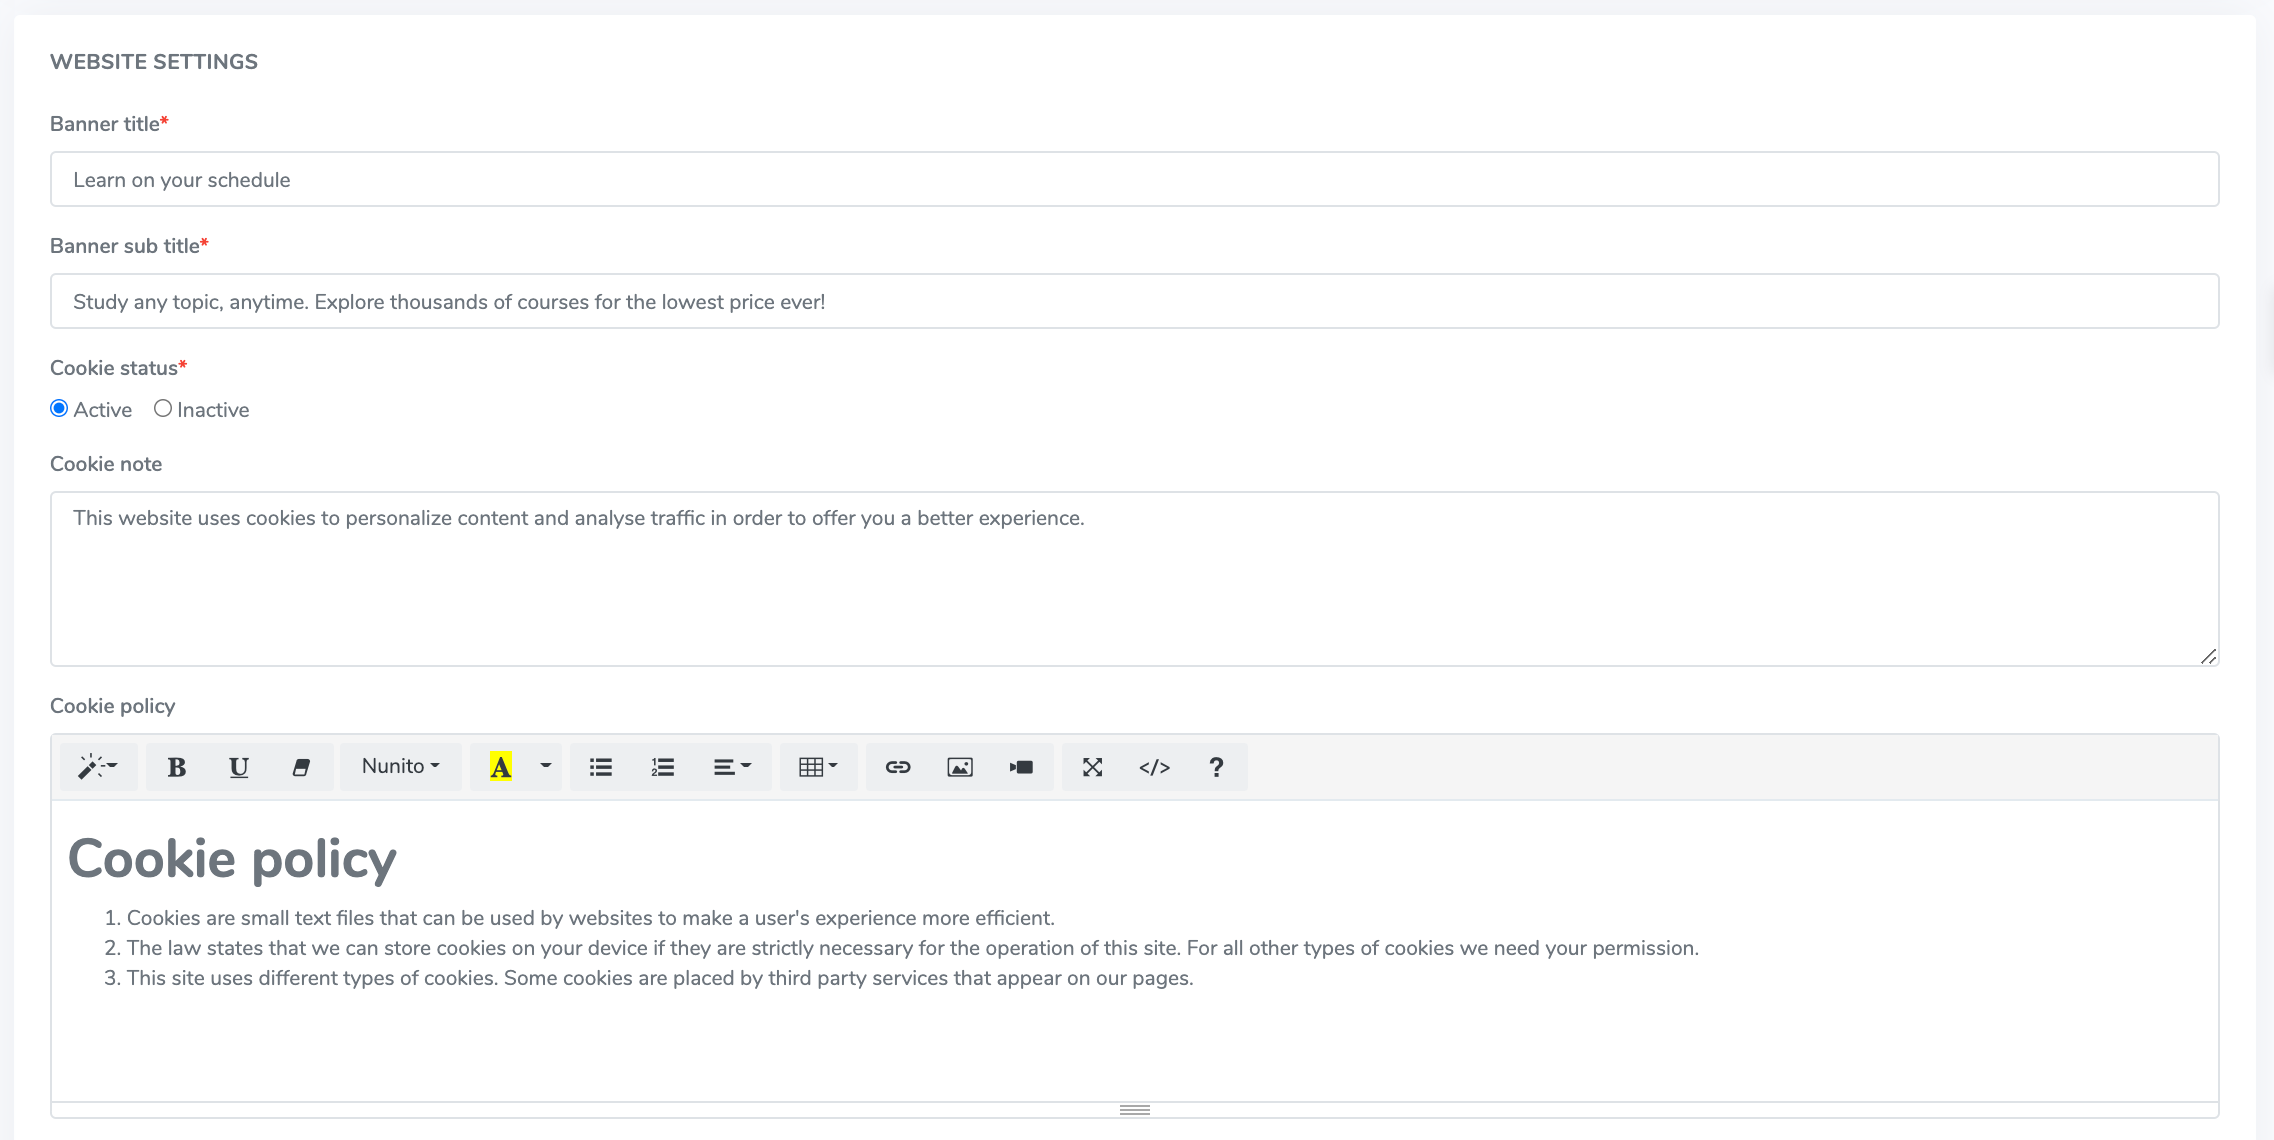 WEBSITE SETTINGS
Banner title*
Learn on your schedule
Banner sub title*
Study any topic, anytime. Explore thousands of courses for the lowest price ever!
Cookie status*
Active Inactive
Cookie note
This website uses cookies to personalize content and analyse traffic in order to offer you a better experience.
Cookie policy
B U Nunito A </> ?
Cookie policy
1. Cookies are small text files that can be used by websites to make a user's experience more efficient.
2. The law states that we can store cookies on your device if they are strictly necessary for the operation of this site. For all other types of cookies we need your permission.
3. This site uses different types of cookies. Some cookies are placed by third party services that appear on our pages.